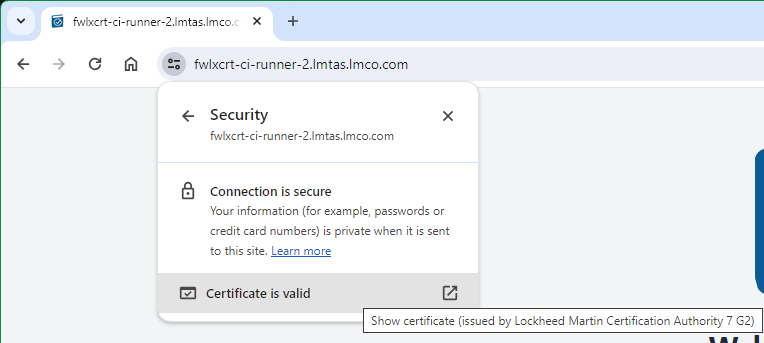 fwlxcrt-ci-runner-2.lmtas.lmco.c
fwlxcrt-ci-runner-2.lmtas.lmco.com
Security
fwlxcrt-ci-runner-2.lmtas.lmco.com
Connection is secure
Your information (for example, passwords or
credit card numbers) is private when it is sent
to this site. Learn more
Certificate is valid
Show certificate (issued by Lockheed Martin Certification Authority 7 G2)